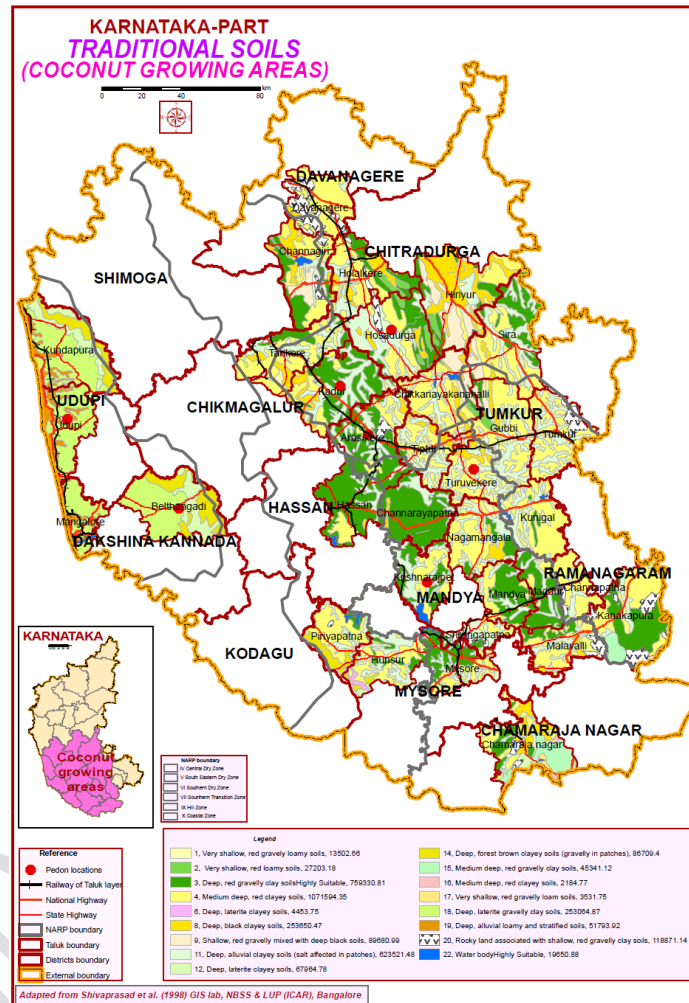 KARNATAKA-PART
TRADITIONAL SOILS
(COCONUT GROWING AREAS)
km
0 20 40 80
DAVANAGERE
Davanagere
Channagiri
CHITRADURGA
Holalkere
SHIMOGA
Hiriyur
Hosadurga
Sira
Kundapura
Tarikere
Kadur
Chikkanayakanahalli
UDUPI
CHIKMAGALUR
TUMKUR
Udupi
Gubbi
Arsikere
Tumkur
Tiptur
Turuvekere
Belthangadi
HASSAN
Hassan
Channarayapatna
Mangalore
Kunigal
DAKSHINA KANNADA
Nagamangala
RAMANAGARAM
Krishnarajpet
MANDYA
Mandya
Maddur
Channapatna
Kanakapura
KARNATAKA
Piriyapatna
Srirangapatna
Malavalli
KODAGU
Hunsur
Mysore
MYSORE
CHAMARAJA NAGAR
Chamaraja nagar
Coconut
growing
areas
NARP boundary
IV Central Dry Zone
V South Eastern Dry Zone
VI Southern Dry Zone
VII Sourthern Transition Zone
IX Hill Zone
X Coastal Zone
Reference
Pedon locations
Railway of Taluk layer
National Highway
State Highway
NARP boundary
Taluk boundary
Districts boundary
External boundary
Legend
1, Very shallow, red gravely loamy soils, 13502.66
2, Very shallow, red loamy soils, 27203.18
3, Deep, red gravelly clay soilsHighly Suitable, 759330.81
4, Medium deep, red clayey soils, 1071594.35
6, Deep, laterite clayey soils, 4453.75
8, Deep, black clayey soils, 253650.47
9, Shallow, red gravelly mixed with deep black soils, 89680.99
11, Deep, alluvial clayey soils (salt affected in patches), 623521.48
12, Deep, laterite clayey soils, 67964.78
14, Deep, forest brown clayey soils (gravelly in patches), 86709.4
15, Medium deep, red gravelly clay soils, 45341.12
16, Medium deep, red clayey soils, 2184.77
17, Very shallow, red gravelly loam soils, 3531.75
18, Deep, laterite gravelly clay soils, 253064.87
19, Deep, alluvial loamy and stratified soils, 51793.92
20, Rocky land associated with shallow, red gravelly clay soils, 118871.14
22, Water bodyHighly Suitable, 19650.88
Adapted from Shivaprasad et al. (1998) GIS lab, NBSS & LUP (ICAR), Bangalore